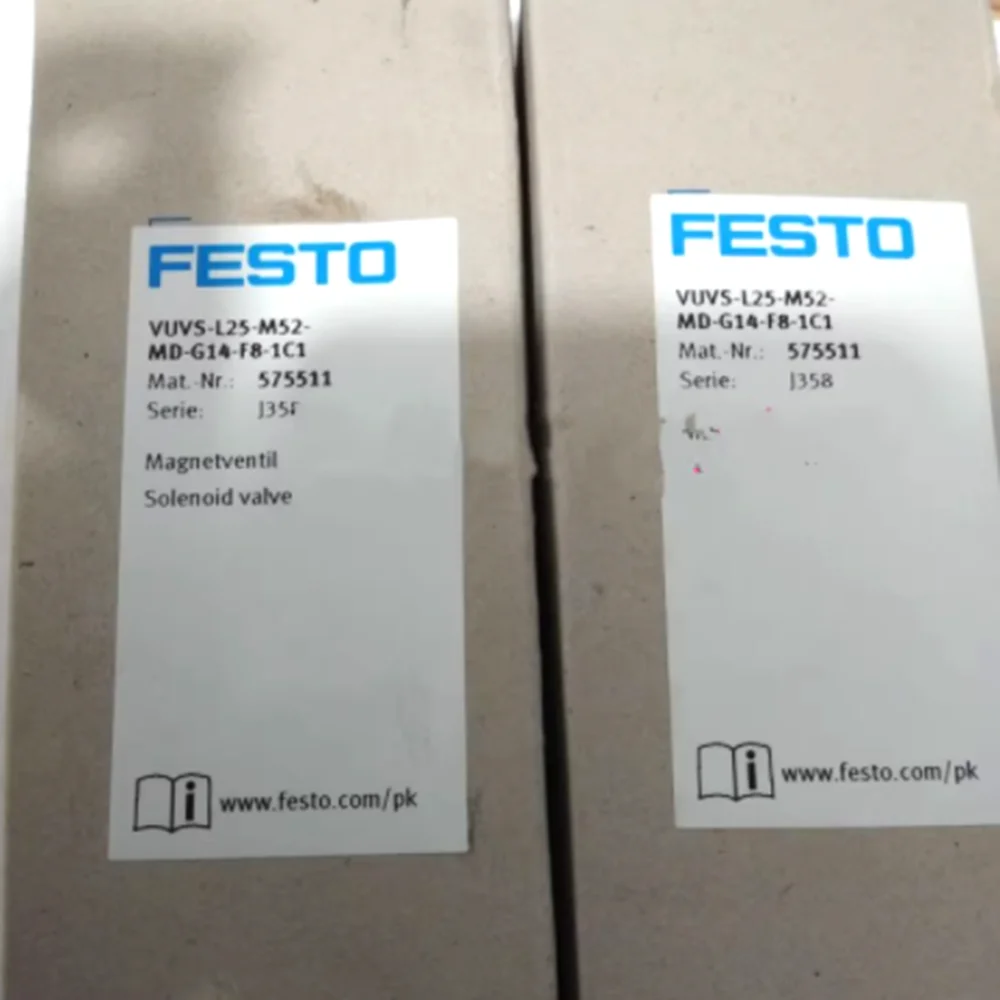 FESTO
VUVS-L25-M52-
MD-G14-F8-1C1
Mat.-Nr.: 575511
Serie:
Magnetventil
Solenoid valve
www.festo.com/pk
FESTO
VUVS-L25-M52-
MD-G14-F8-1C1
Mat.-Nr.: 575511
Serie: J358
www.festo.com/pk